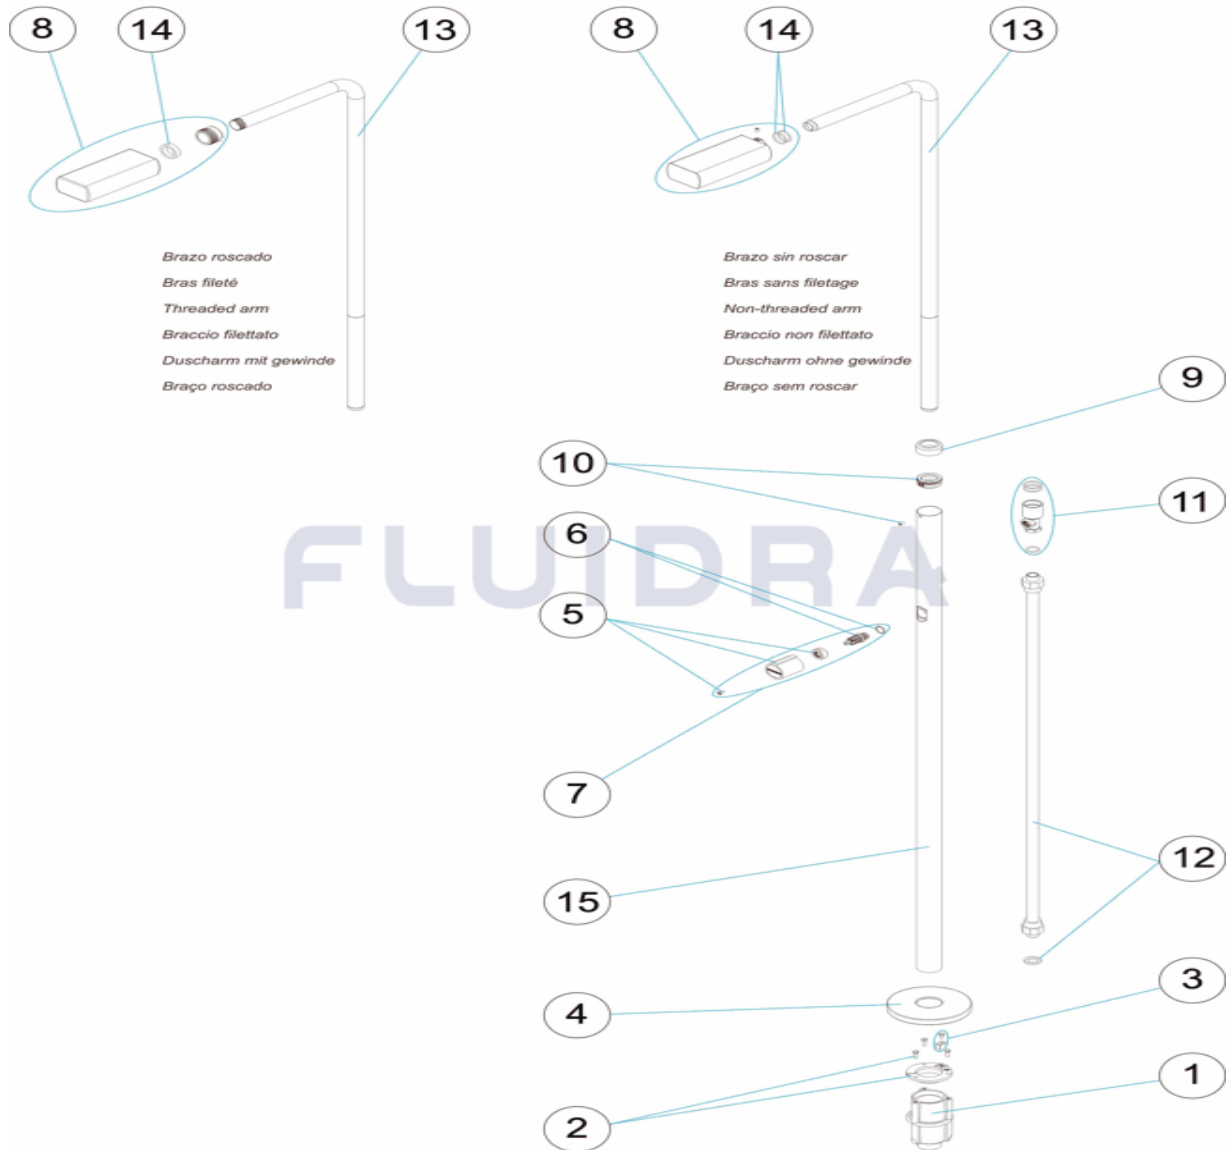 8 14 13 8 14 13
Brazo roscado
Bras fileté
Threaded arm
Braccio filettato
Duscharm mit gewinde
Braço roscado
Brazo sin roscar
Bras sans filetage
Non-threaded arm
Braccio non filettato
Duscharm ohne gewinde
Braço sem roscar
9
10
11
6
FLUIDRA
5
7
12
15
3
4
1
2